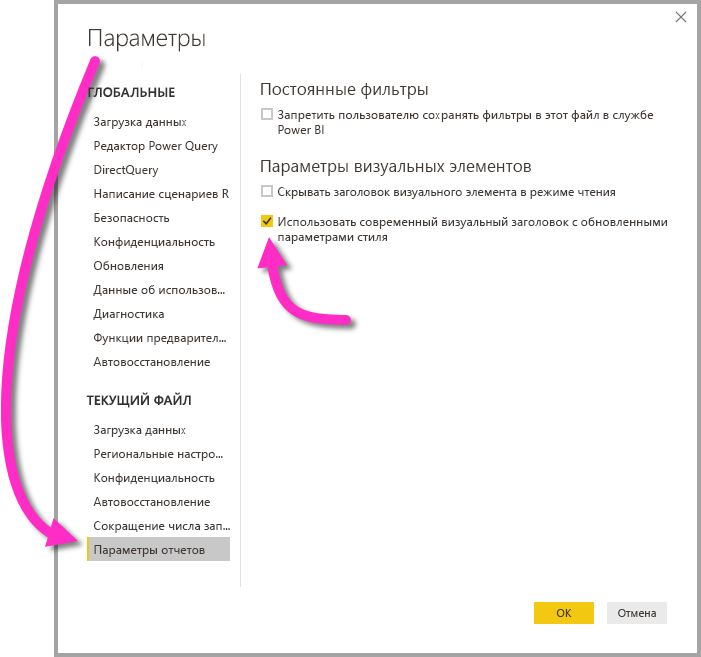 Параметры
ГЛОБАЛЬНЫЕ
Загрузка данных
Редактор Power Query
DirectQuery
Написание сценариев R
Безопасность
Конфиденциальность
Обновления
Данные об использов...
Диагностика
Функции предварител...
Автовосстановление
ТЕКУЩИЙ ФАЙЛ
Загрузка данных
Региональные настро...
Конфиденциальность
Автовосстановление
Сокращение числа зап...
Параметры отчетов
Постоянные фильтры
Запретить пользователю сохранять фильтры в этот файл в службе
Power BI
Параметры визуальных элементов
Скрывать заголовок визуального элемента в режиме чтения
Использовать современный визуальный заголовок с обновленными
параметрами стиля
ОК
Отмена